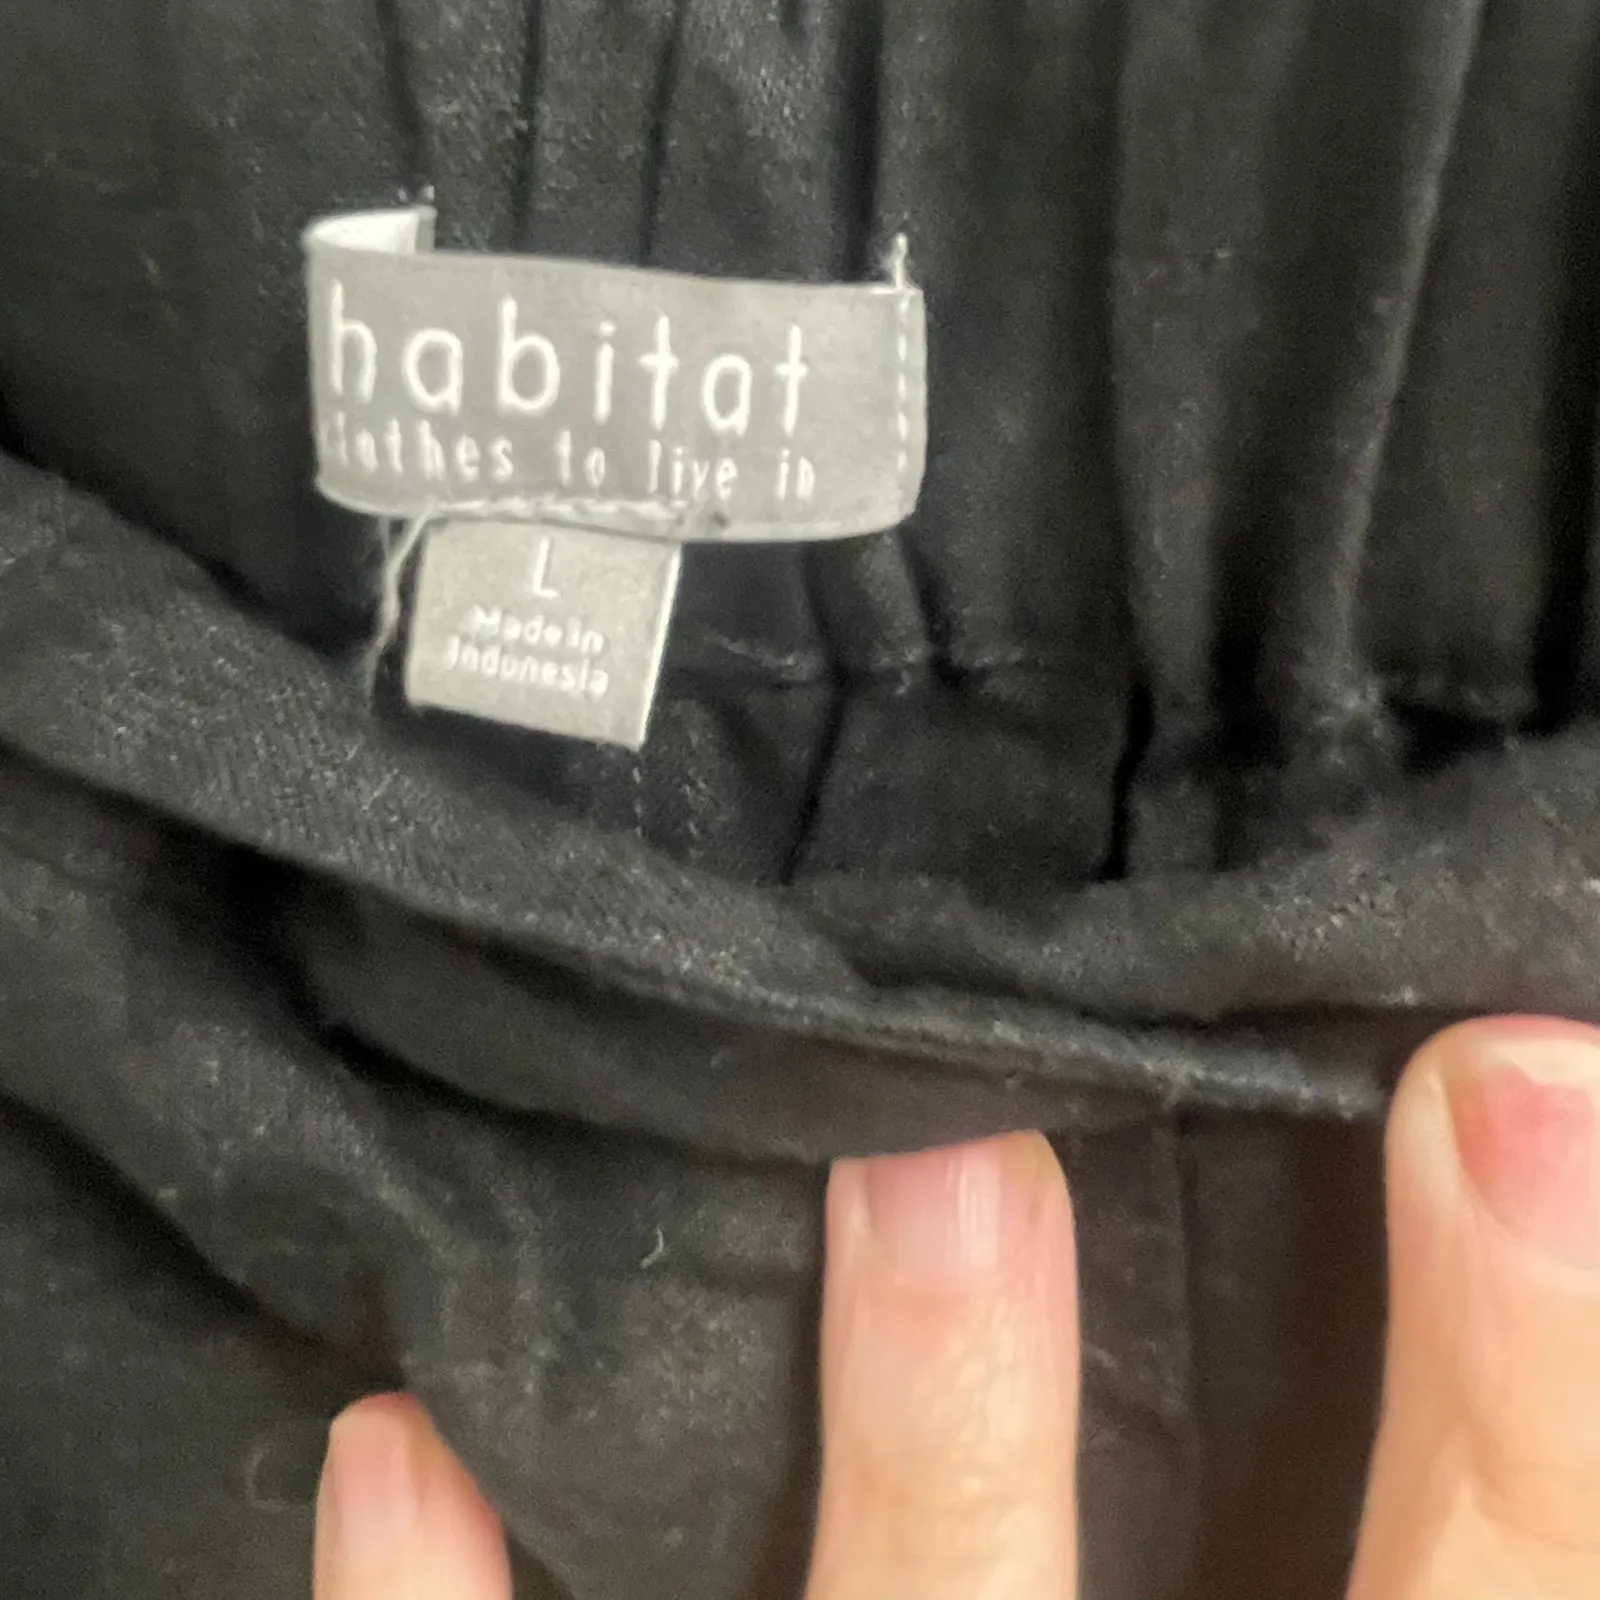 habitat
clothes to live in
L
Made in
Indonesia